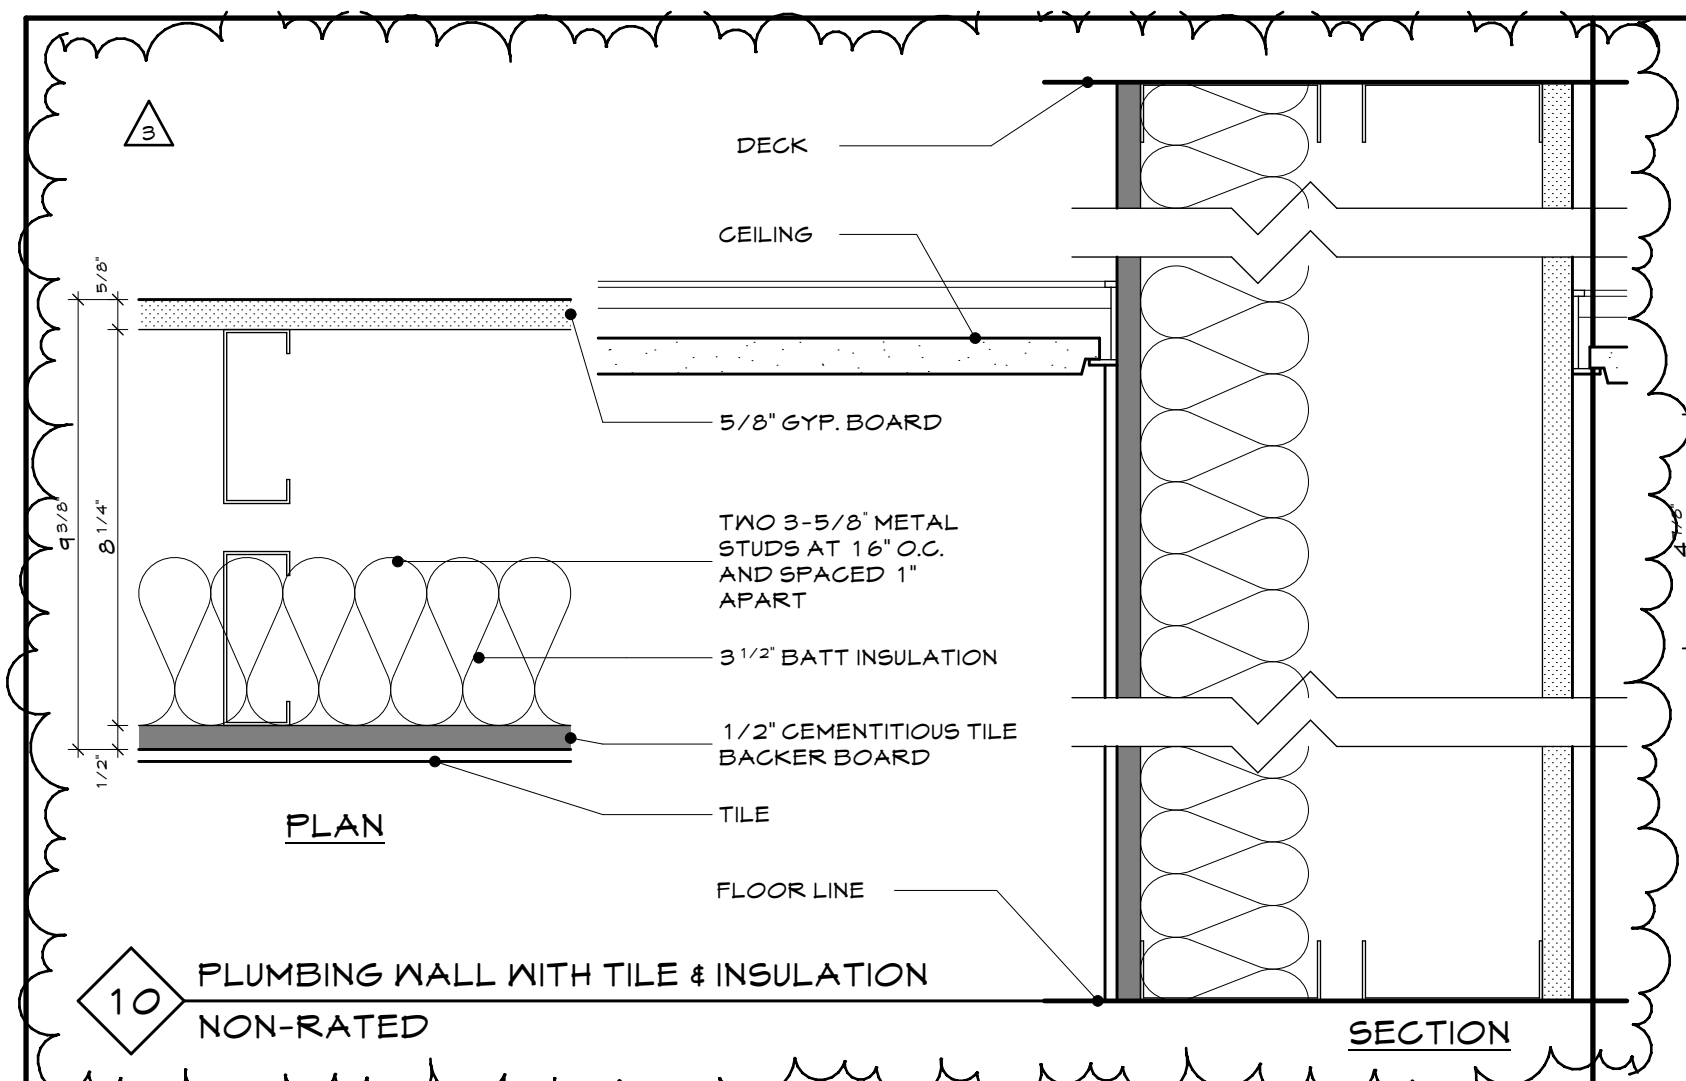 3
DECK
CEILING
5/8"
5/8" GYP. BOARD
9 3/8"
8 1/4"
TWO 3-5/8" METAL
STUDS AT 16" O.C.
AND SPACED 1"
APART
3 1/2" BATT INSULATION
1/2" CEMENTITIOUS TILE
BACKER BOARD
1/2"
TILE
PLAN
FLOOR LINE
10
PLUMBING WALL WITH TILE & INSULATION
NON-RATED
SECTION